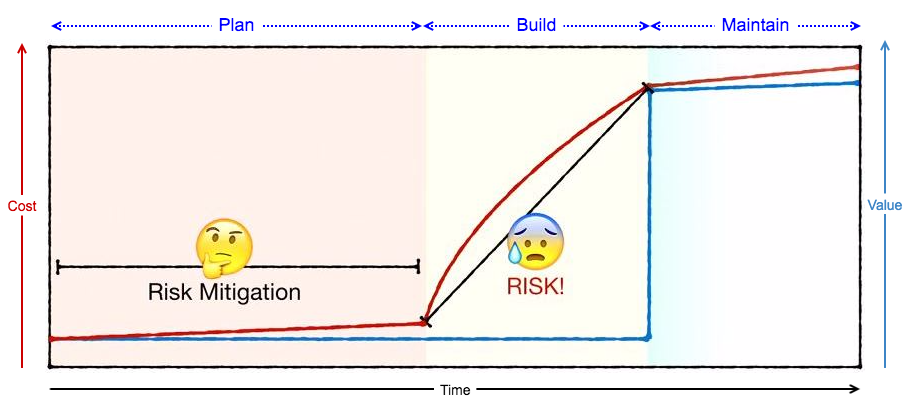 Plan
Build
Maintain
Cost
Value
Risk Mitigation
RISK!
Time